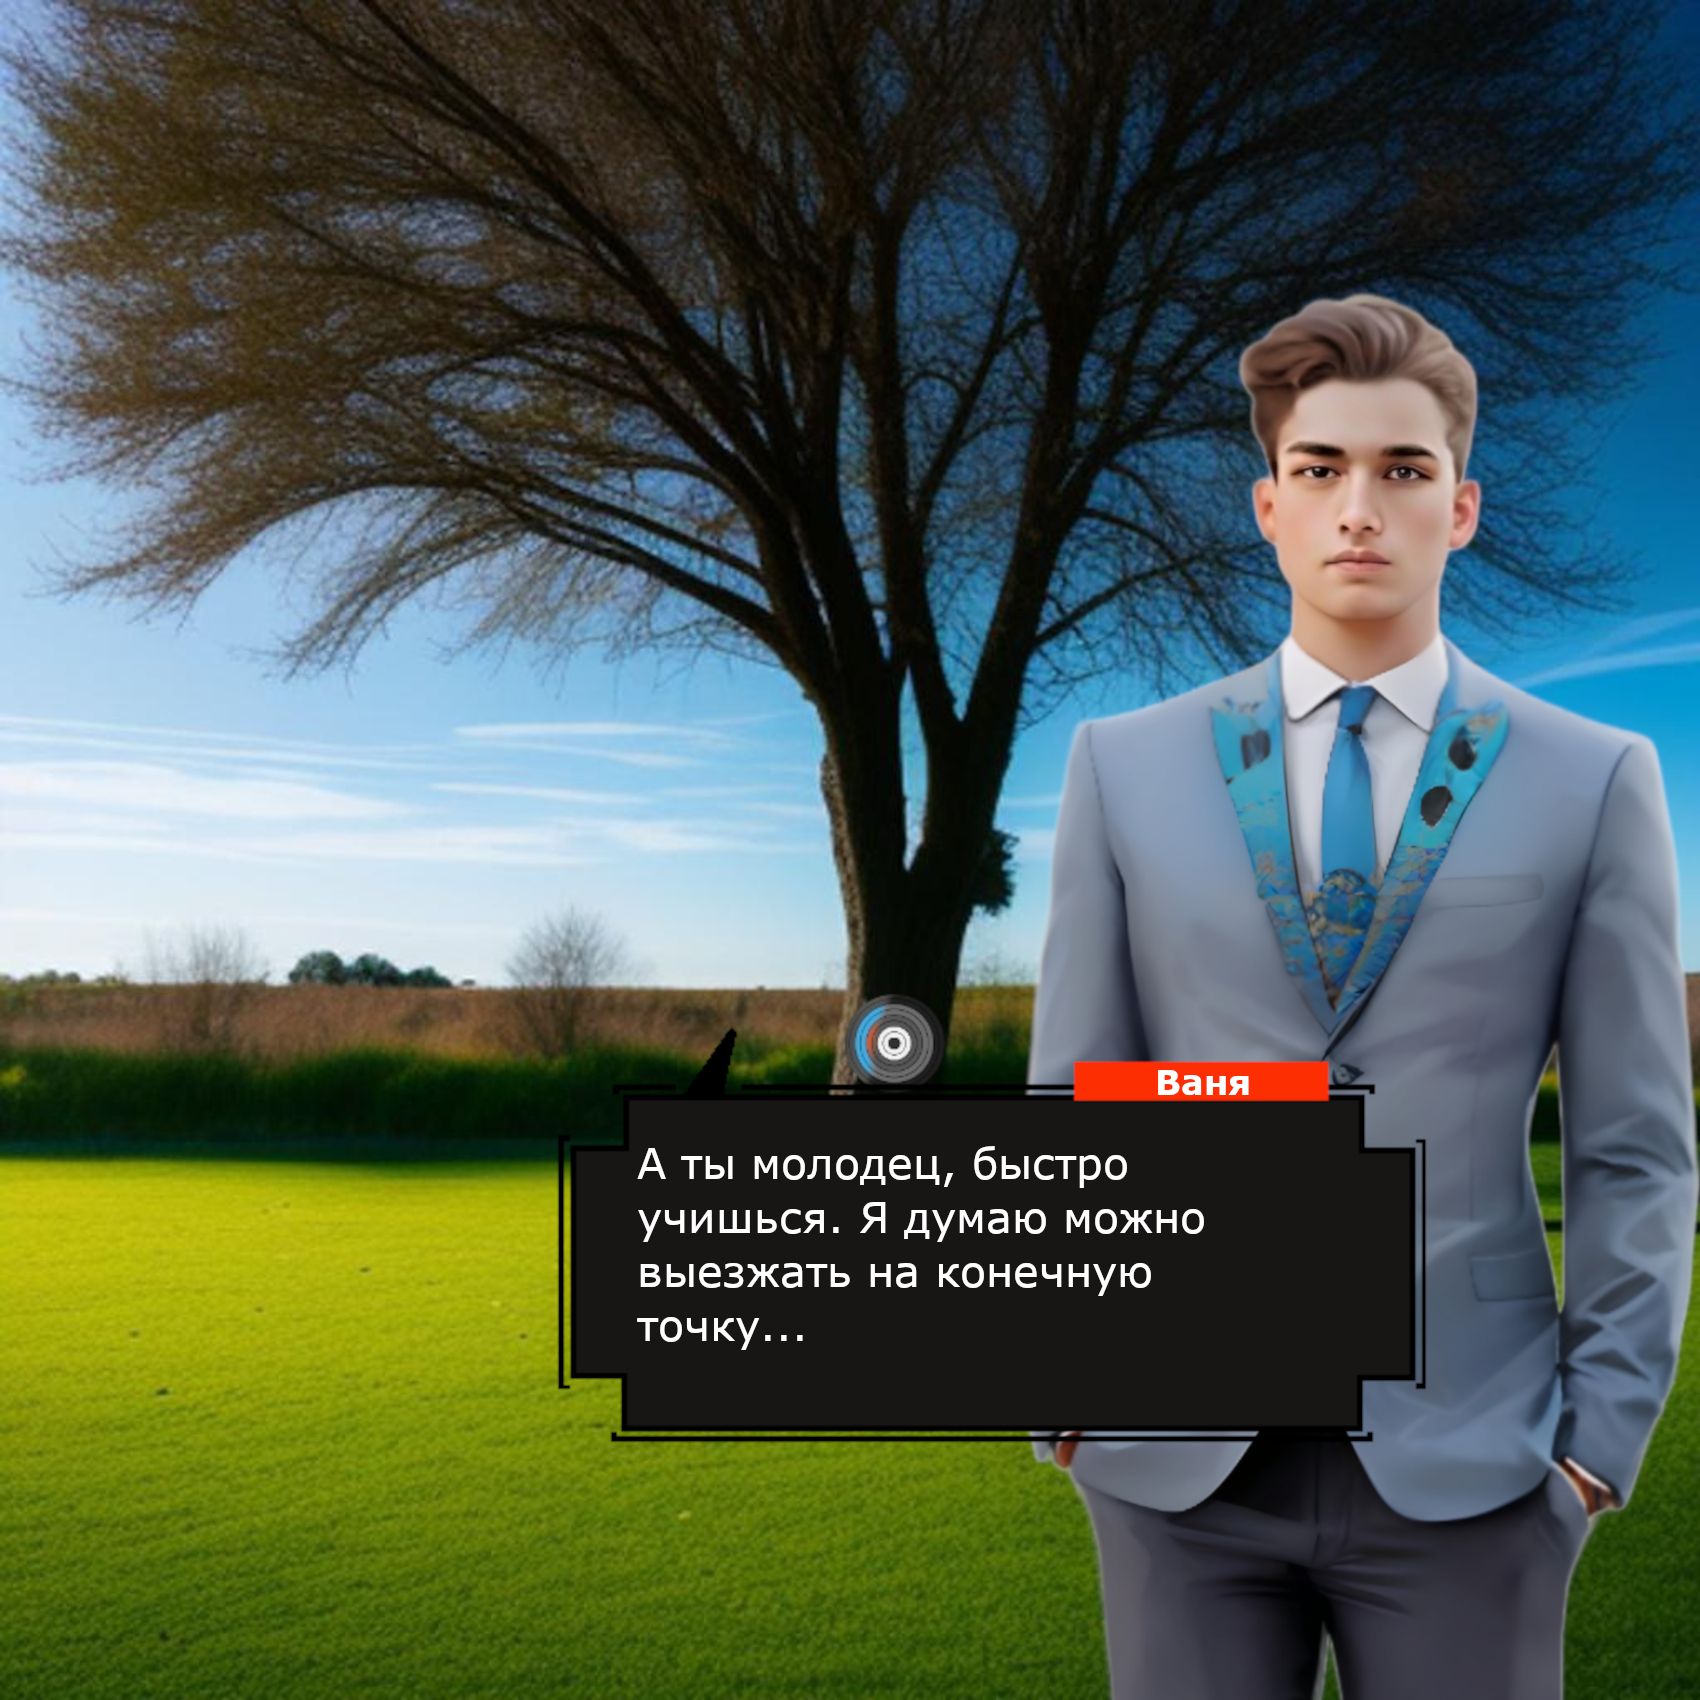 Ваня
А ты молодец, быстро
учишься. Я думаю можно
выезжать на конечную
точку...